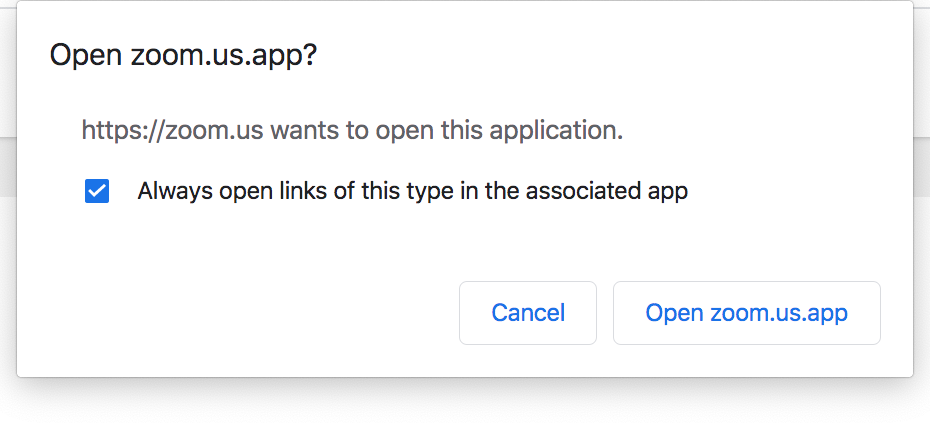 Open zoom.us.app?
https://zoom.us wants to open this application.
Always open links of this type in the associated app
Cancel
Open zoom.us.app